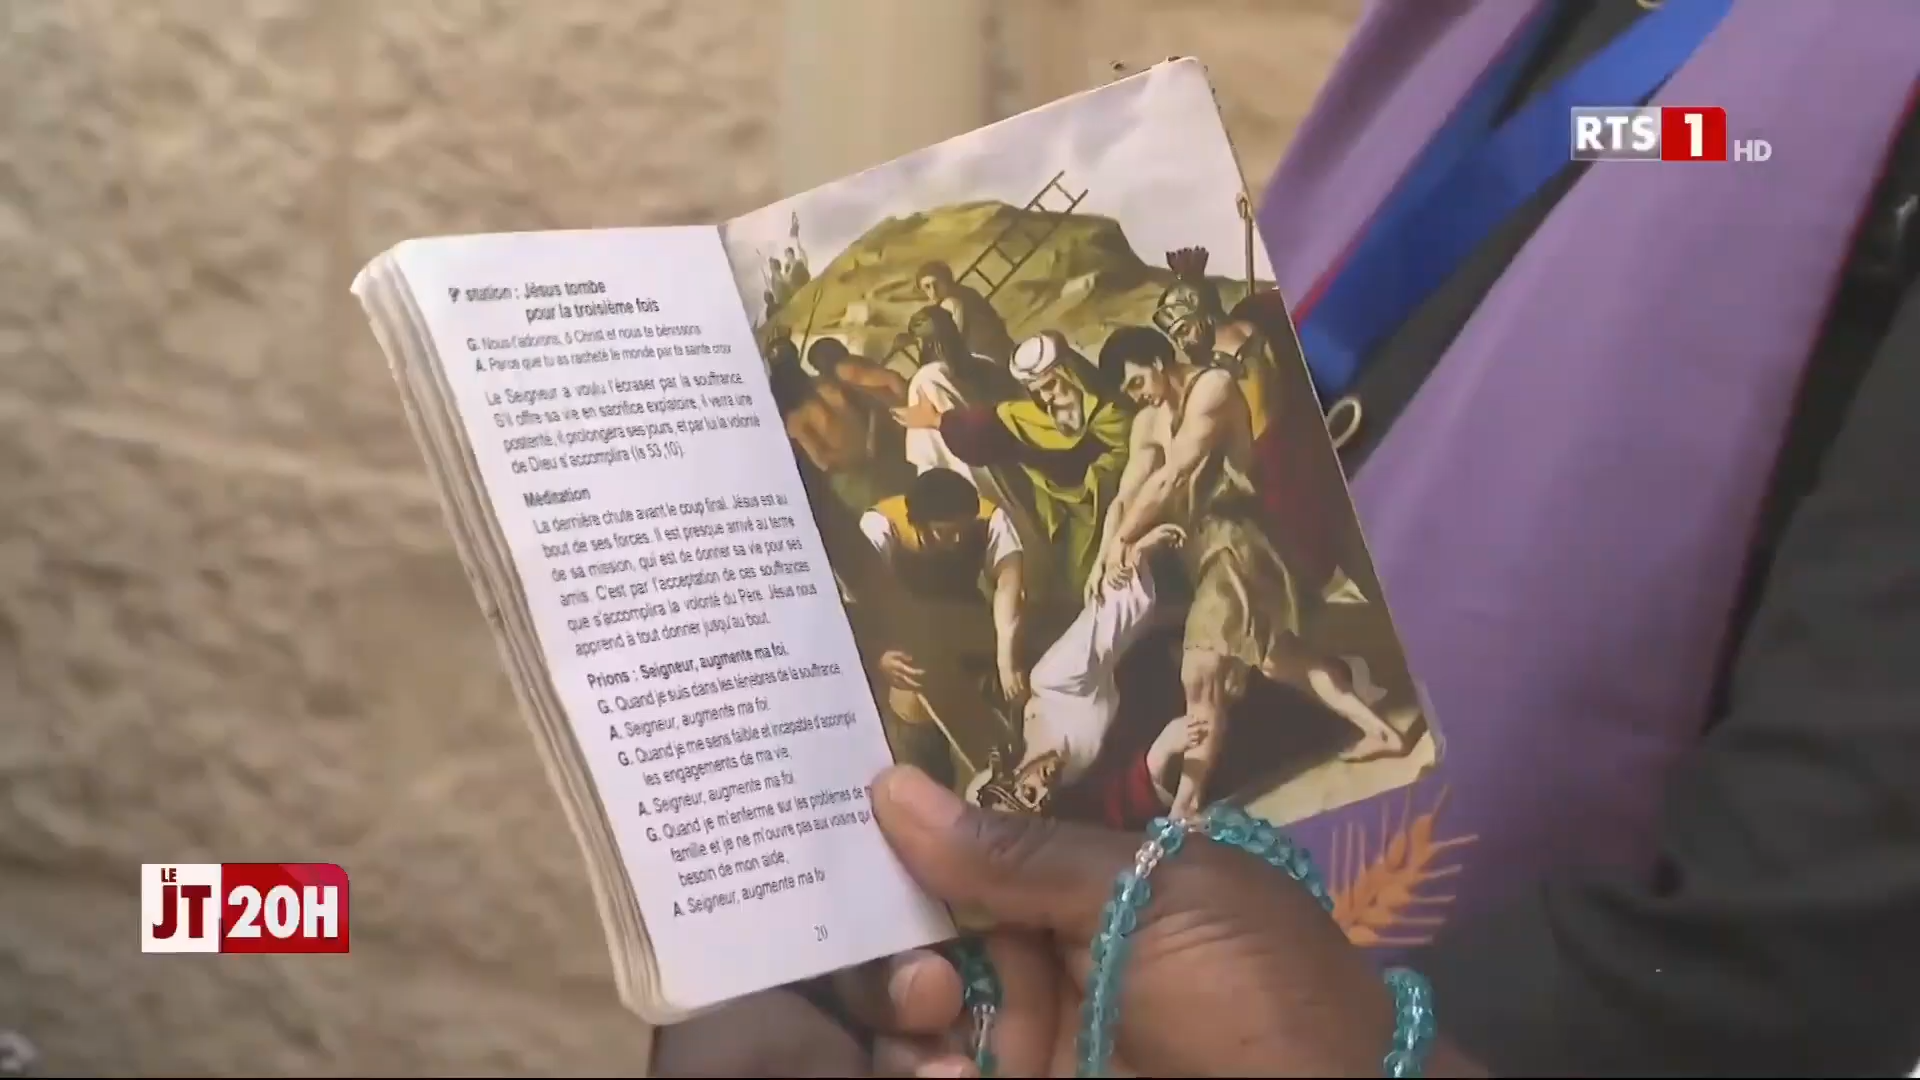 RTS 1 HD
9e station : Jésus tombe
pour la troisième fois
G. Nous t'adorons, ô Christ et nous te bénissons
A. Parce que tu as racheté le monde par ta sainte croix
Le Seigneur a voulu l'écraser par la souffrance.
S'il offre sa vie en sacrifice expiatoire, il verra une
postérité, il prolongera ses jours, et par lui la volonté
de Dieu s'accomplira (Is 53,10).
Méditation
La dernière chute avant le coup final. Jésus est au
bout de ses forces. Il est presque arrivé au terme
de sa mission, qui est de donner sa vie pour ses
amis. C'est par l'acceptation de ces souffrances
que s'accomplira la volonté du Père. Jésus nous
apprend à tout donner jusqu'au bout.
Prions : Seigneur, augmente ma foi.
G. Quand je suis dans les ténèbres de la souffrance,
A. Seigneur, augmente ma foi.
G. Quand je me sens faible et incapable d'accomplir
les engagements de ma vie,
A. Seigneur, augmente ma foi.
G. Quand je m'enferme sur les problèmes de
famille et je ne m'ouvre pas aux voisins qui
besoin de mon aide,
A. Seigneur, augmente ma foi
20
LE
JT 20H